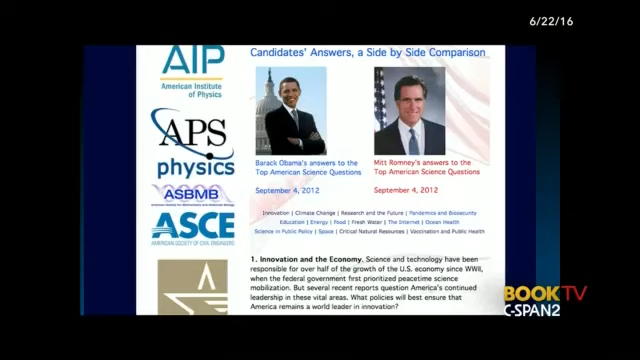 6/22/16
AIP
American Institute
of Physics
APS
physics
ASBMB
ASCE
AMERICAN SOCIETY OF CIVIL ENGINEERS
Candidates' Answers, a Side by Side Comparison
Barack Obama's answers to the
Top American Science Questions
September 4, 2012
Mitt Romney's answers to the
Top American Science Questions
September 4, 2012
Innovation | Climate Change | Research and the Future | Pandemics and Biosecurity
Education | Energy | Food | Fresh Water | The Internet | Ocean Health
Science in Public Policy | Space | Critical Natural Resources | Vaccination and Public Health
1. Innovation and the Economy. Science and technology have been
responsible for over half of the growth of the U.S. economy since WWII,
when the federal government first prioritized peacetime science
mobilization. But several recent reports question America's continued
leadership in these vital areas. What policies will best ensure that
America remains a world leader in innovation?
BOOKTV
C-SPAN2